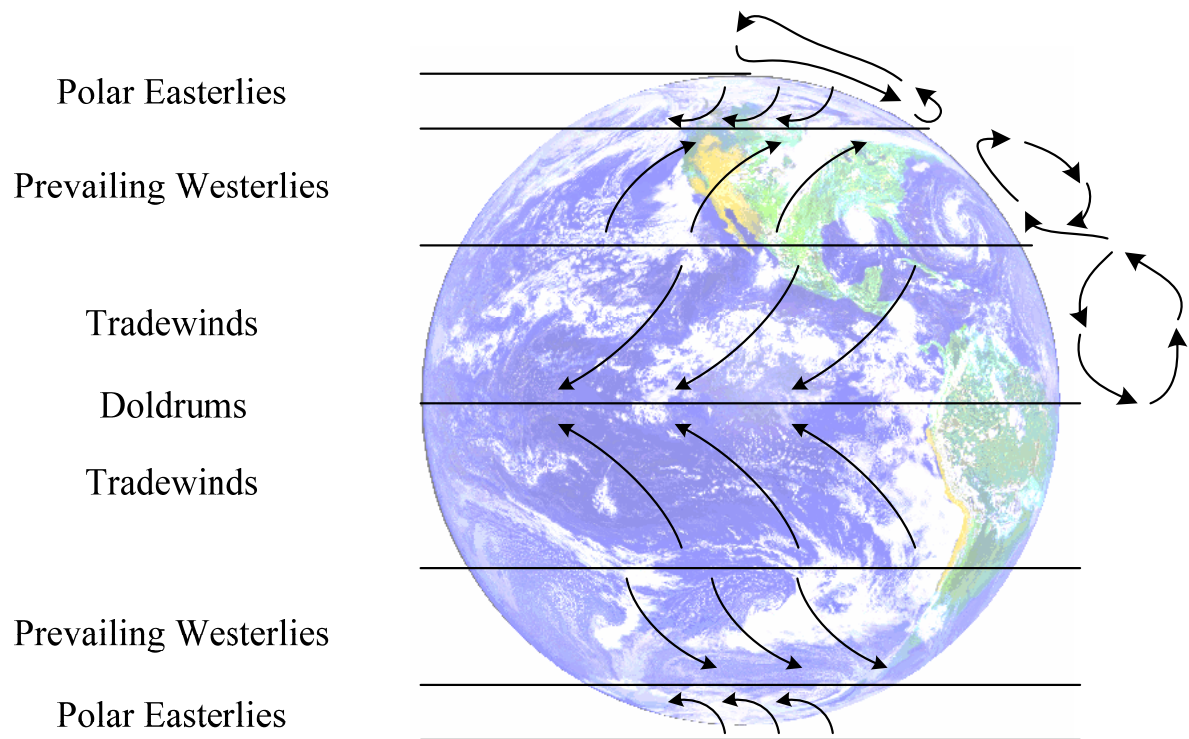 Polar Easterlies
Prevailing Westerlies
Tradewinds
Doldrums
Tradewinds
Prevailing Westerlies
Polar Easterlies